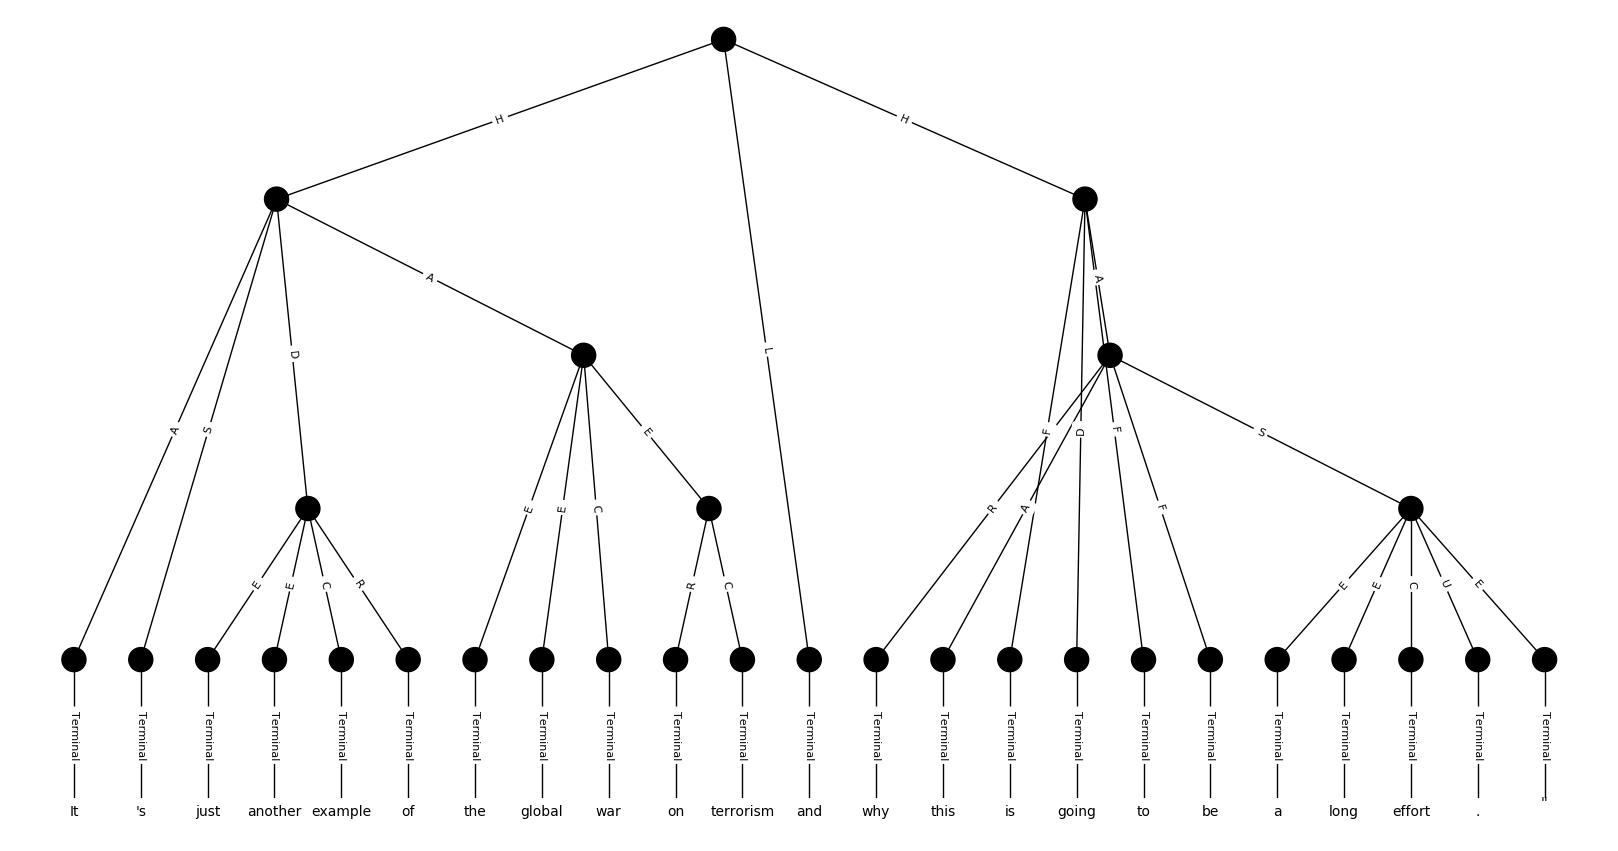 H H
A A
A S D L F D F E S
E E C E R A F
E E C R R C E E C U E
Terminal Terminal Terminal Terminal Terminal Terminal Terminal Terminal Terminal Terminal Terminal Terminal Terminal Terminal Terminal Terminal Terminal Terminal Terminal Terminal Terminal Terminal Terminal
It 's just another example of the global war on terrorism and why this is going to be a long effort . "